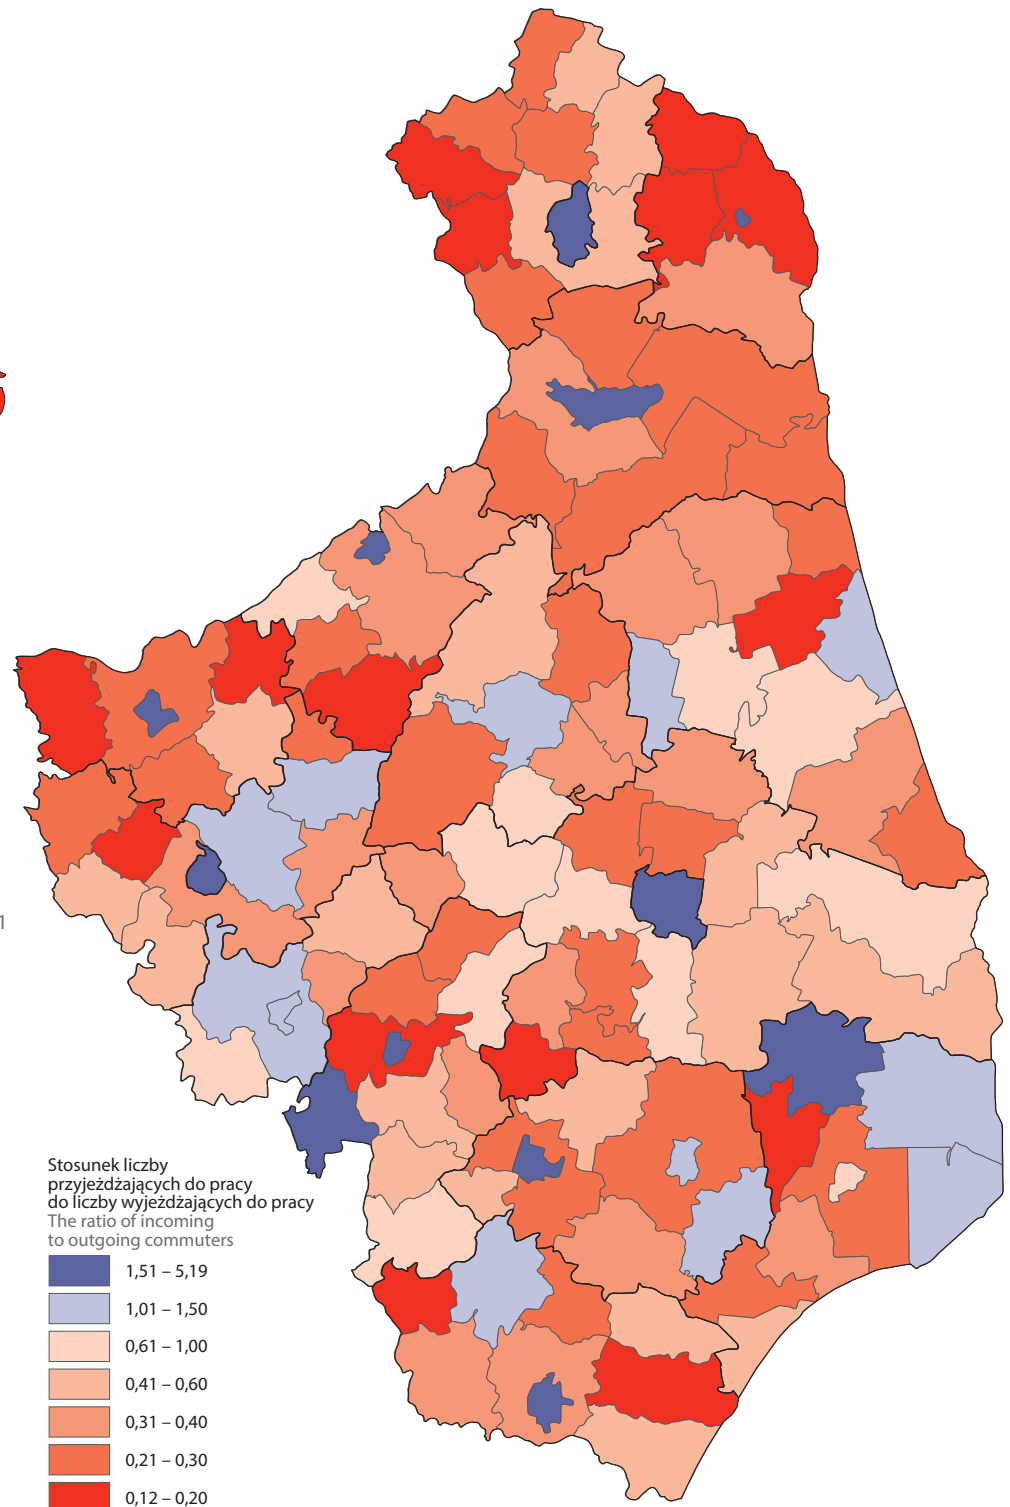 1
Stosunek liczby
przyjeżdżających do pracy
do liczby wyjeżdżających do pracy
The ratio of incoming
to outgoing commuters
1,51 – 5,19
1,01 – 1,50
0,61 – 1,00
0,41 – 0,60
0,31 – 0,40
0,21 – 0,30
0,12 – 0,20